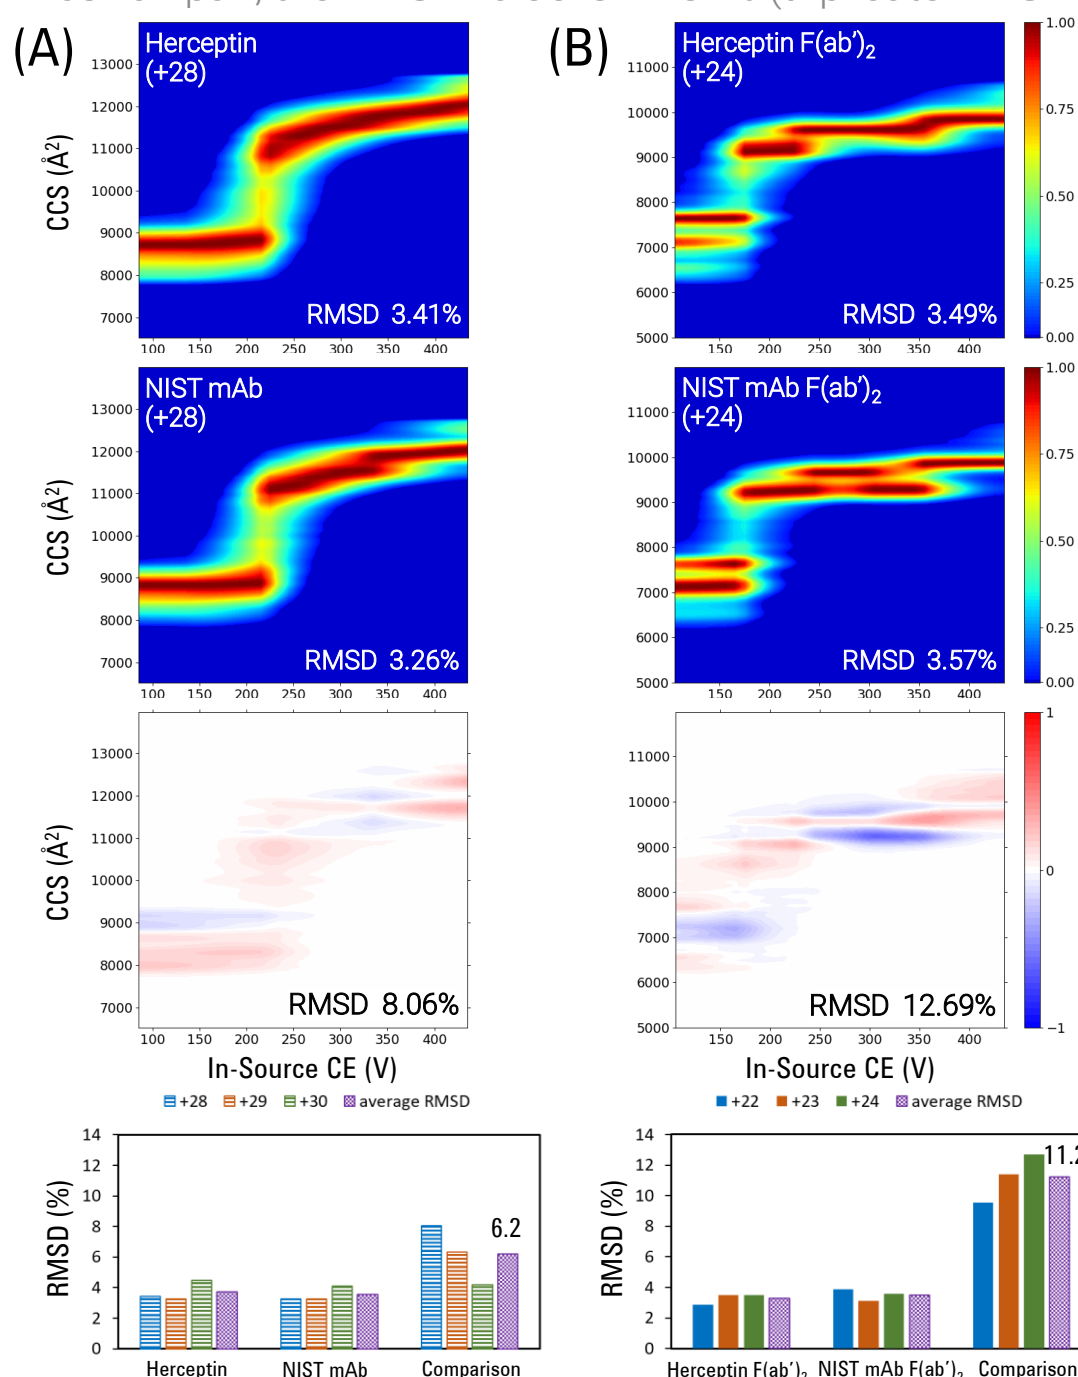 (A)
(B)
Herceptin
(+28)
CCS (Å²)
13000
12000
11000
10000
9000
8000
7000
RMSD 3.41%
100 150 200 250 300 350 400
Herceptin F(ab′)₂
(+24)
11000
10000
9000
8000
7000
6000
5000
RMSD 3.49%
150 200 250 300 350 400
1.00
0.75
0.50
0.25
0.00
NIST mAb
(+28)
CCS (Å²)
13000
12000
11000
10000
9000
8000
7000
RMSD 3.26%
100 150 200 250 300 350 400
NIST mAb F(ab′)₂
(+24)
11000
10000
9000
8000
7000
6000
5000
RMSD 3.57%
150 200 250 300 350 400
1.00
0.75
0.50
0.25
0.00
CCS (Å²)
13000
12000
11000
10000
9000
8000
7000
RMSD 8.06%
100 150 200 250 300 350 400
In-Source CE (V)
11000
10000
9000
8000
7000
6000
5000
RMSD 12.69%
150 200 250 300 350 400
In-Source CE (V)
1
0
−1
+28 +29 +30 average RMSD
RMSD (%)
14
12
10
8
6
4
2
0
6.2
Herceptin NIST mAb Comparison
+22 +23 +24 average RMSD
RMSD (%)
14
12
10
8
6
4
2
0
11.2
Herceptin F(ab′)₂ NIST mAb F(ab′)₂ Comparison